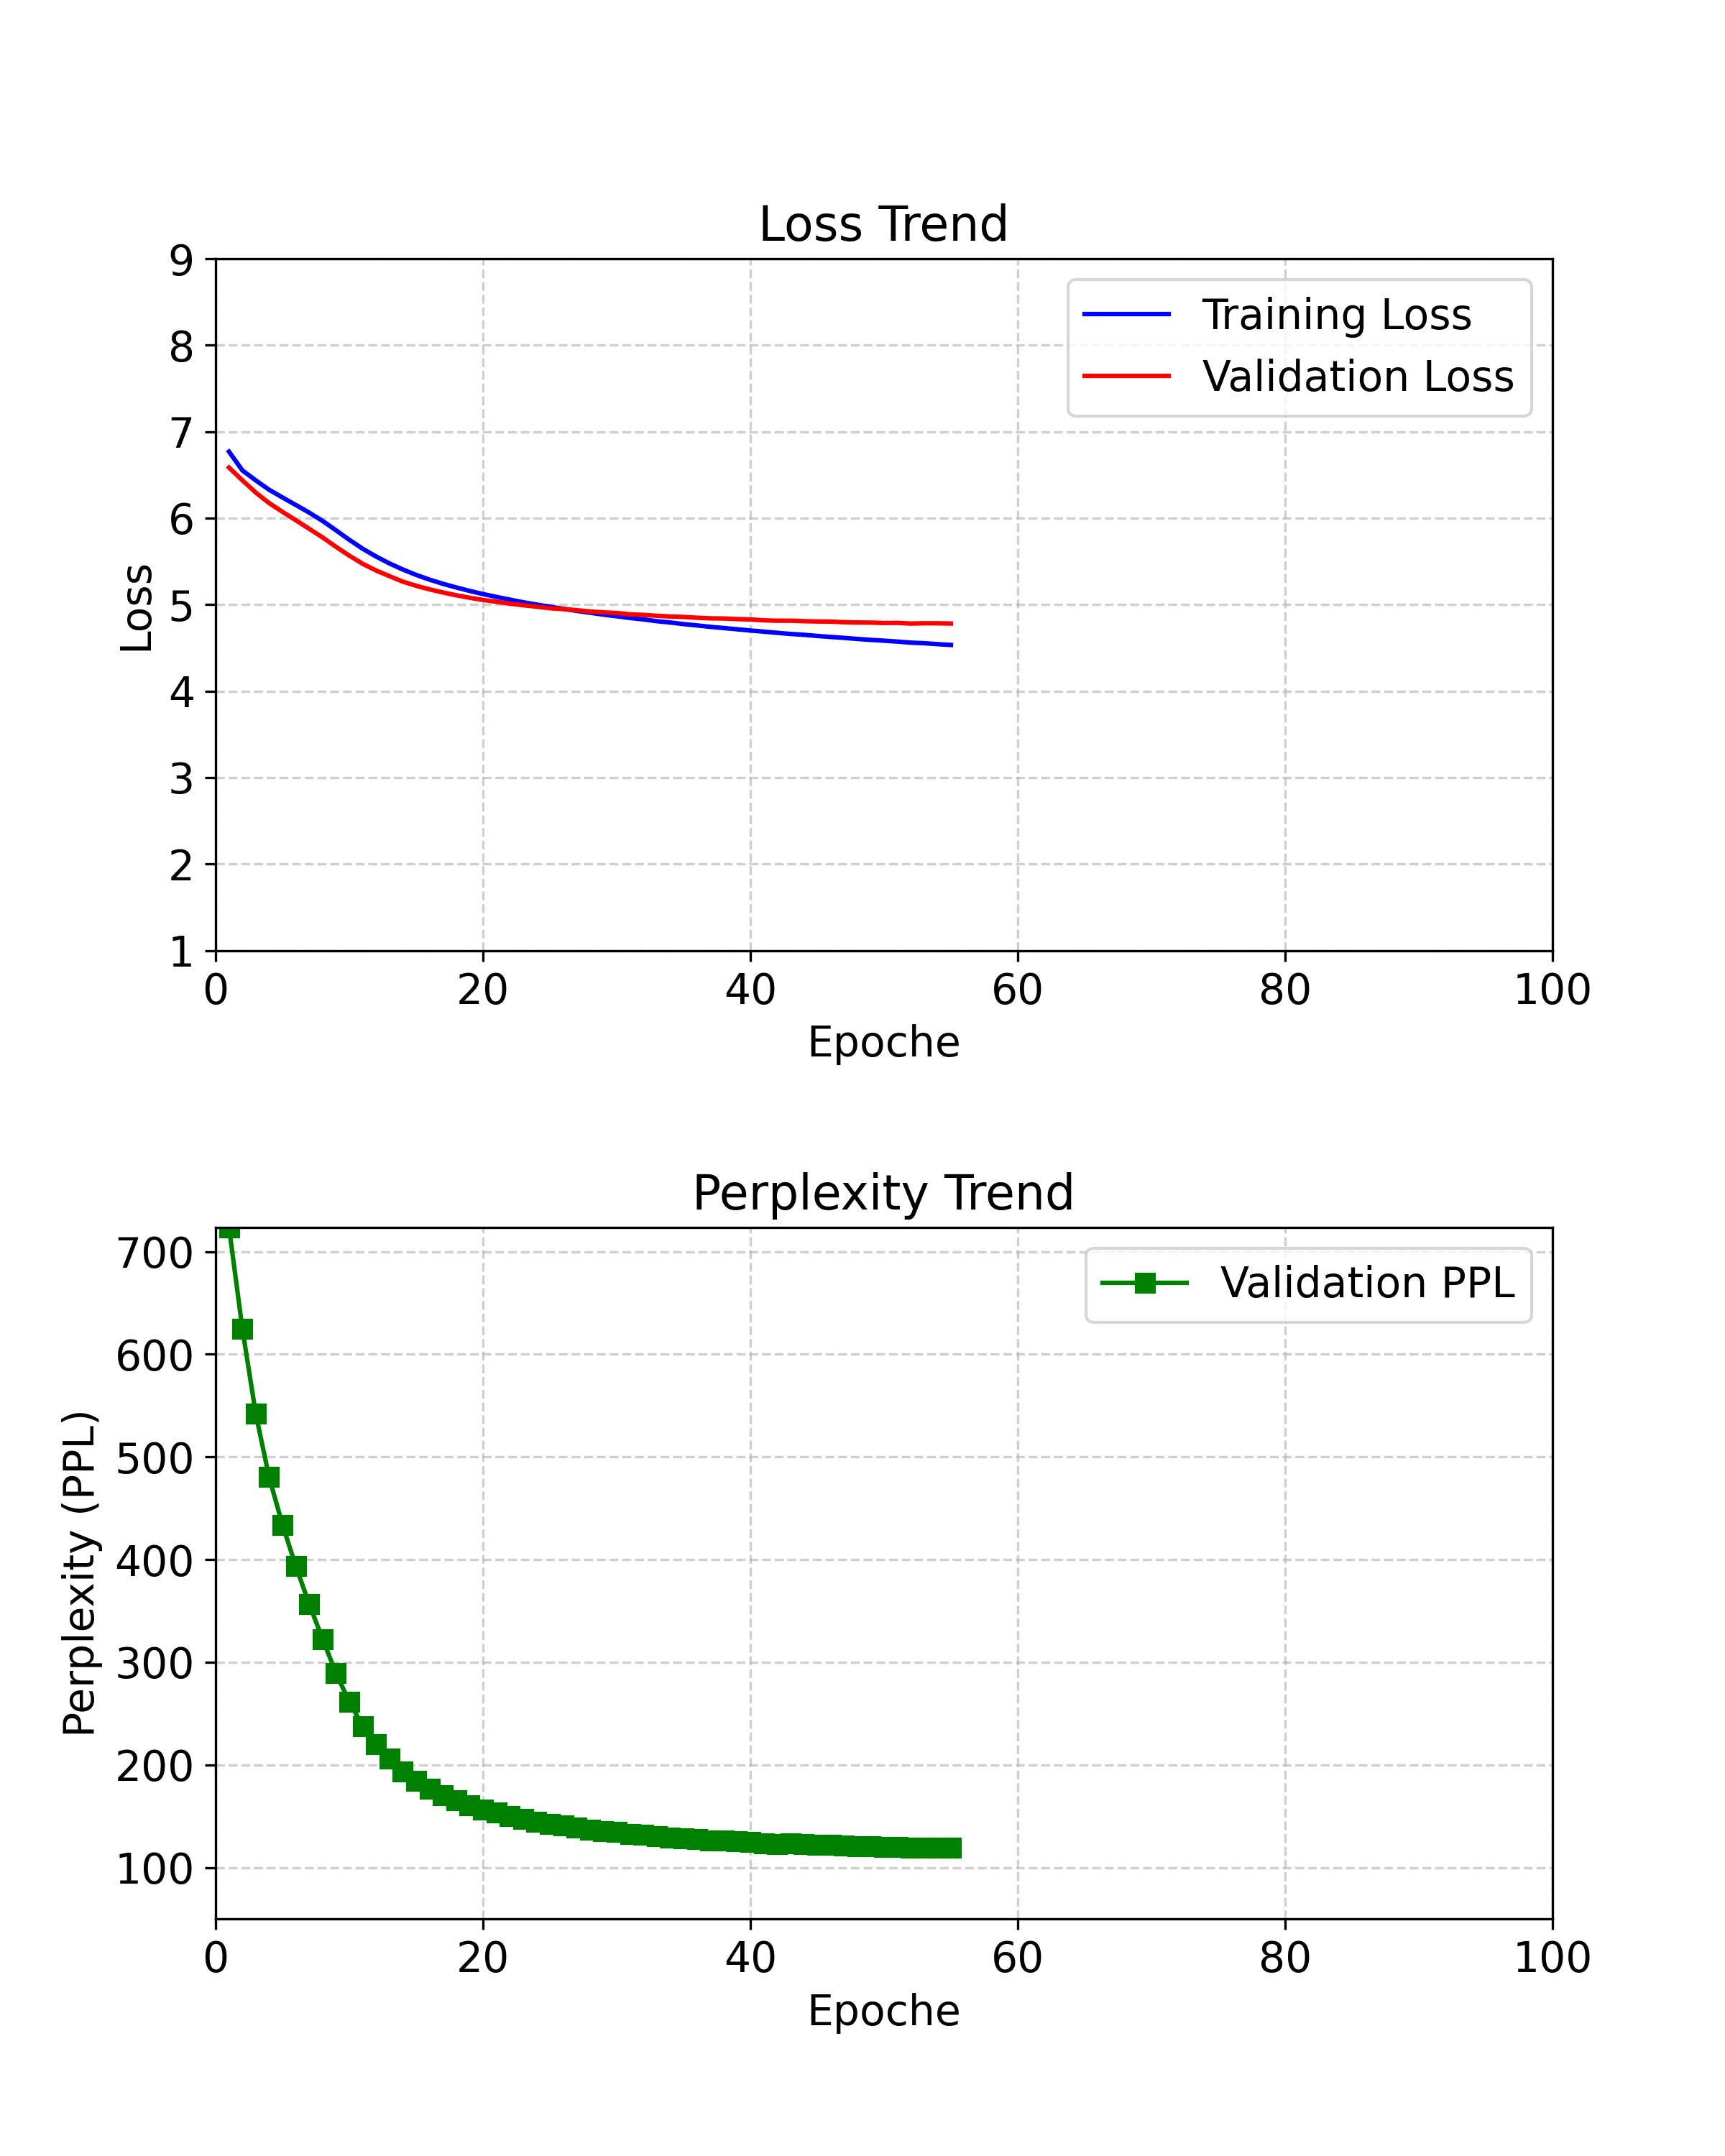 Loss Trend
9
8
7
6
5
4
3
2
1
Loss
Training Loss
Validation Loss
0 20 40 60 80 100
Epoche
Perplexity Trend
700
600
500
400
300
200
100
Perplexity (PPL)
Validation PPL
0 20 40 60 80 100
Epoche